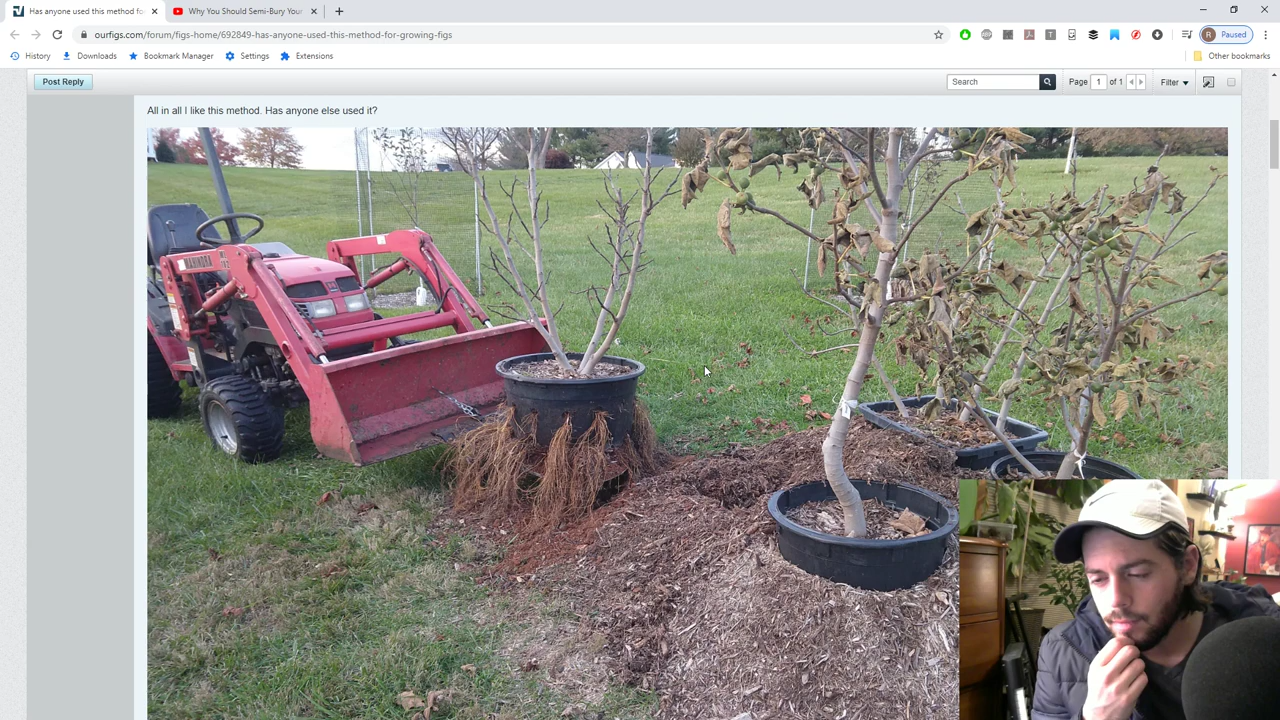 Has anyone used this method fo
Why You Should Semi-Bury Your
ourfigs.com/forum/figs-home/692849-has-anyone-used-this-method-for-growing-figs
R Paused
History Downloads Bookmark Manager Settings Extensions Other bookmarks
Post Reply Search Page 1 of 1 Filter
All in all I like this method. Has anyone else used it?
MAHINDRA